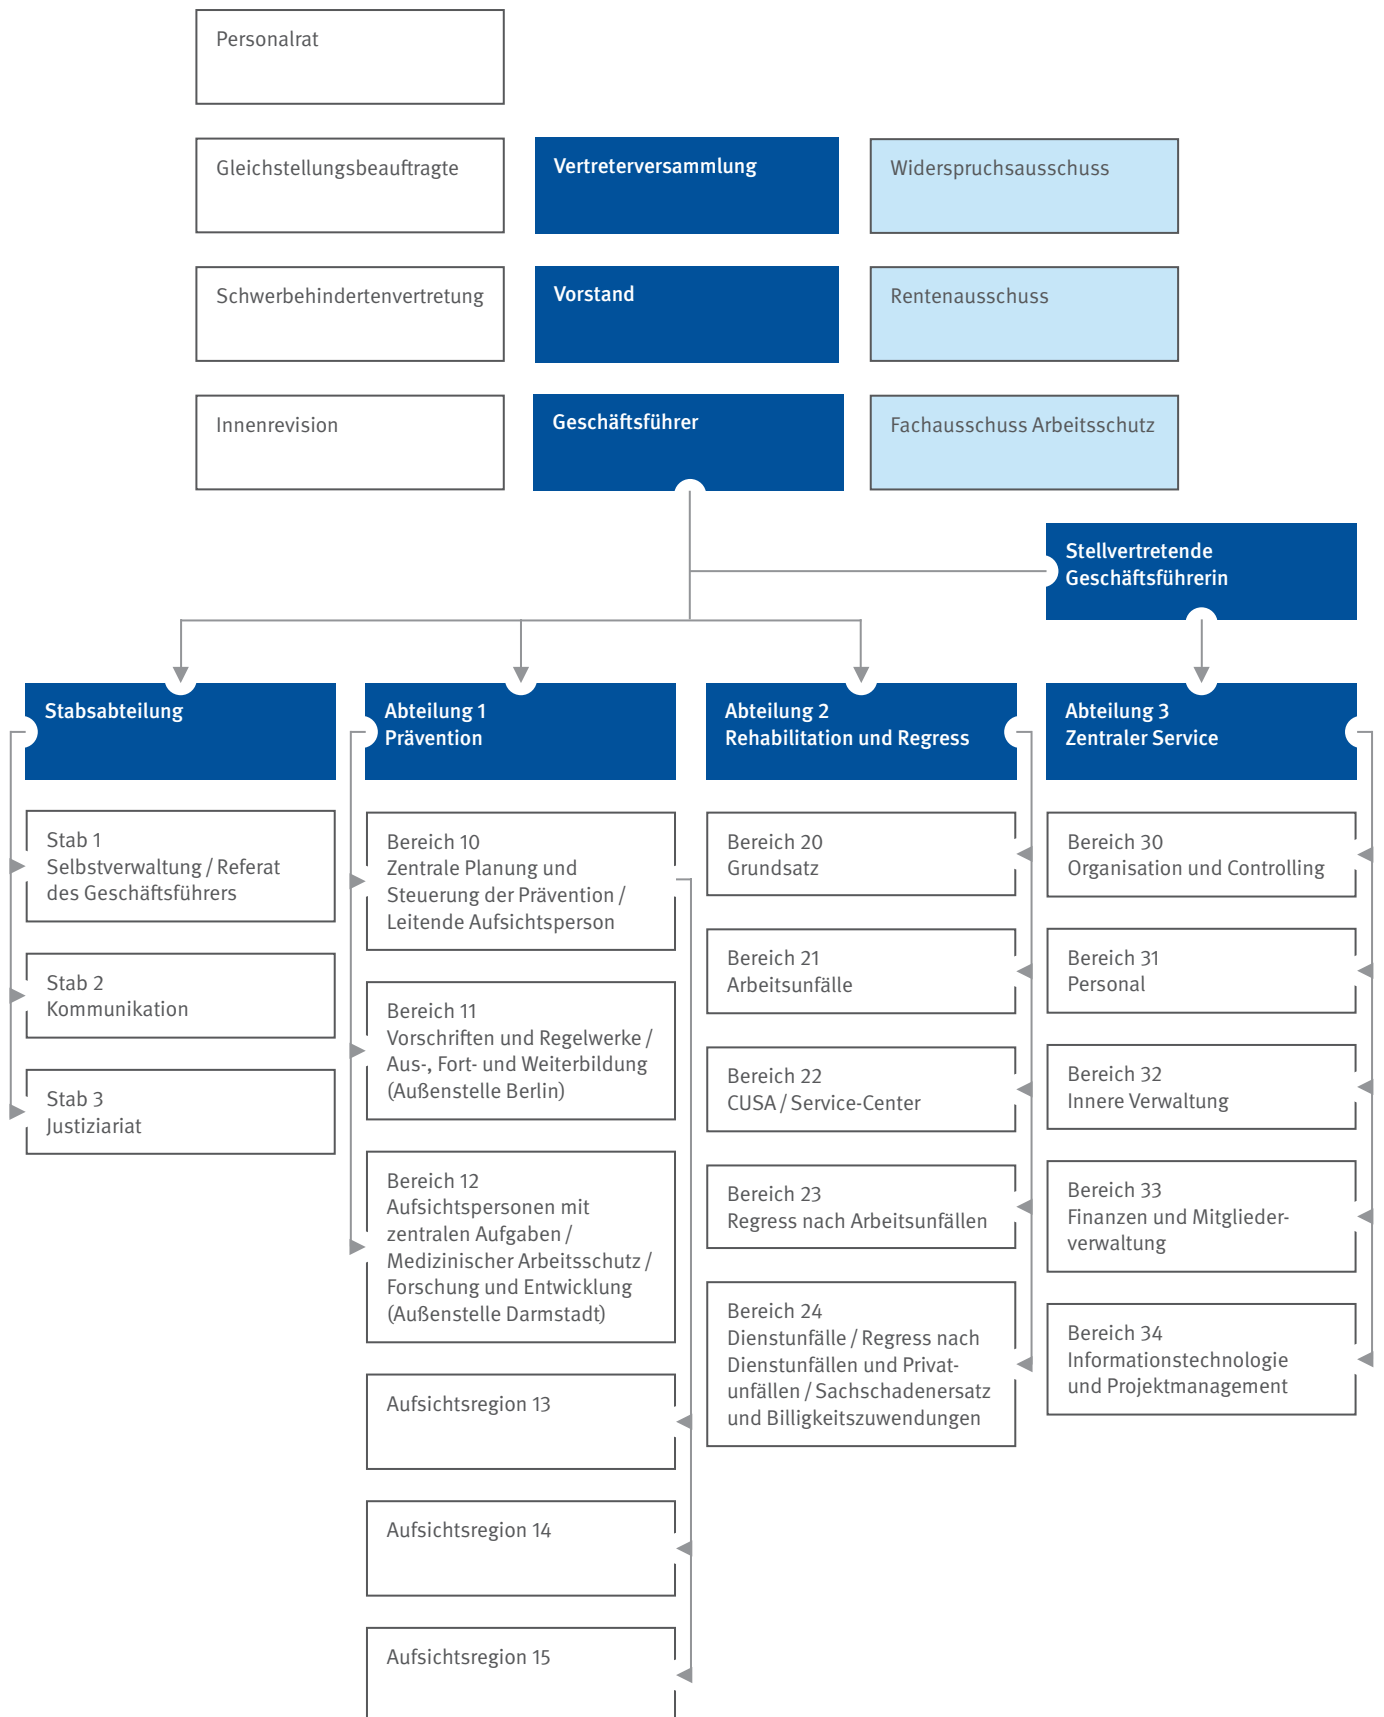 Personalrat
Gleichstellungsbeauftragte
Vertreterversammlung
Widerspruchsausschuss
Schwerbehindertenvertretung
Vorstand
Rentenausschuss
Innenrevision
Geschäftsführer
Fachausschuss Arbeitsschutz
Stellvertretende
Geschäftsführerin
Stabsabteilung
Stab 1
Selbstverwaltung / Referat
des Geschäftsführers
Stab 2
Kommunikation
Stab 3
Justiziariat
Abteilung 1
Prävention
Bereich 10
Zentrale Planung und
Steuerung der Prävention /
Leitende Aufsichtsperson
Bereich 11
Vorschriften und Regelwerke /
Aus-, Fort- und Weiterbildung
(Außenstelle Berlin)
Bereich 12
Aufsichtspersonen mit
zentralen Aufgaben /
Medizinischer Arbeitsschutz /
Forschung und Entwicklung
(Außenstelle Darmstadt)
Aufsichtsregion 13
Aufsichtsregion 14
Aufsichtsregion 15
Abteilung 2
Rehabilitation und Regress
Bereich 20
Grundsatz
Bereich 21
Arbeitsunfälle
Bereich 22
CUSA / Service-Center
Bereich 23
Regress nach Arbeitsunfällen
Bereich 24
Dienstunfälle / Regress nach
Dienstunfällen und Privat-
unfällen / Sachschadenersatz
und Billigkeitszuwendungen
Abteilung 3
Zentraler Service
Bereich 30
Organisation und Controlling
Bereich 31
Personal
Bereich 32
Innere Verwaltung
Bereich 33
Finanzen und Mitglieder-
verwaltung
Bereich 34
Informationstechnologie
und Projektmanagement